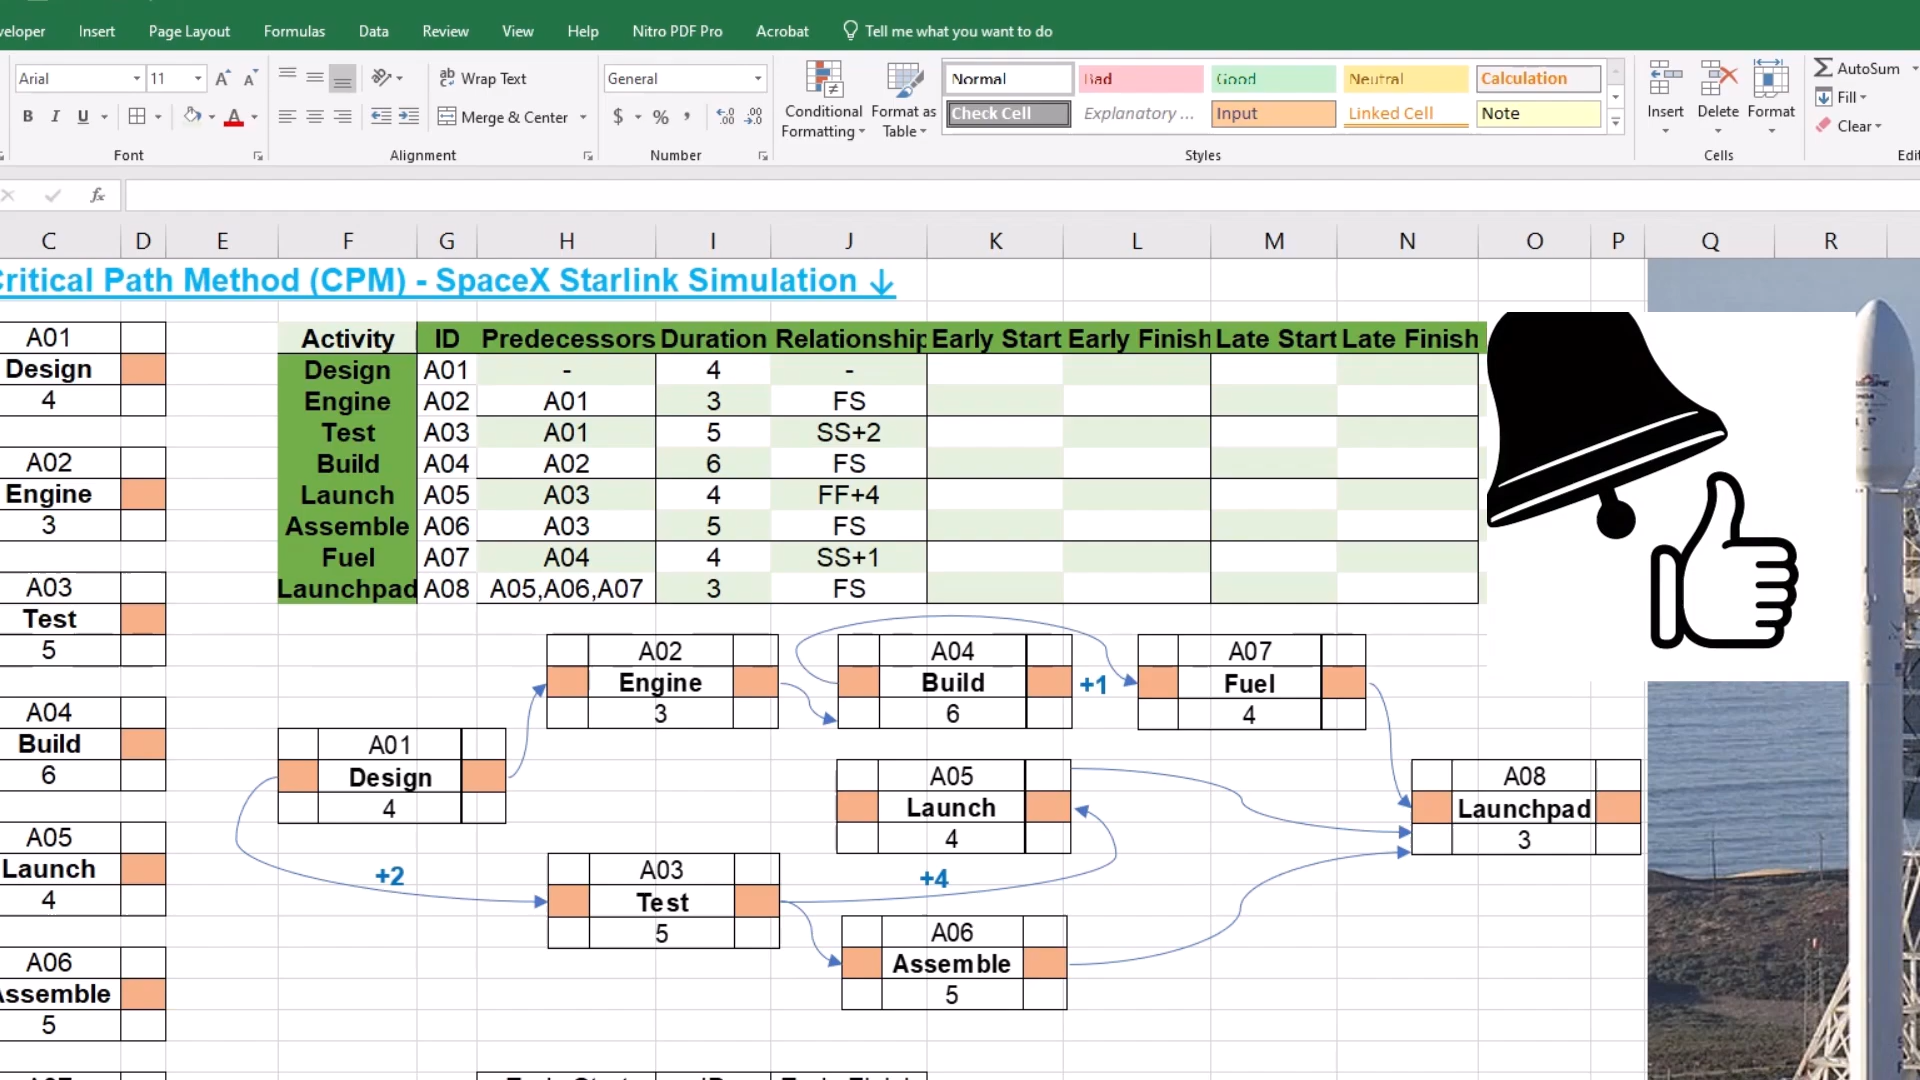 veloper Insert Page Layout Formulas Data Review View Help Nitro PDF Pro Acrobat Tell me what you want to do
Arial 11 A A ab Wrap Text General Conditional Formatting Format as Table Normal Bad Good Neutral Calculation Insert Delete Format AutoSum
B I U A Merge & Center $ % , Check Cell Explanatory ... Input Linked Cell Note Fill
Clear
Font Alignment Number Styles Cells Edit
fx
C D E F G H I J K L M N O P Q R
Critical Path Method (CPM) - SpaceX Starlink Simulation ↓
A01
Design
4
A02
Engine
3
A03
Test
5
A04
Build
6
A05
Launch
4
A06
Assemble
5
Activity ID Predecessors Duration Relationship Early Start Early Finish Late Start Late Finish
Design A01 - 4 -
Engine A02 A01 3 FS
Test A03 A01 5 SS+2
Build A04 A02 6 FS
Launch A05 A03 4 FF+4
Assemble A06 A03 5 FS
Fuel A07 A04 4 SS+1
Launchpad A08 A05,A06,A07 3 FS
A02
Engine
3
A04
Build
6
+1
A07
Fuel
4
A01
Design
4
A05
Launch
4
A08
Launchpad
3
+2
A03
Test
5
+4
A06
Assemble
5